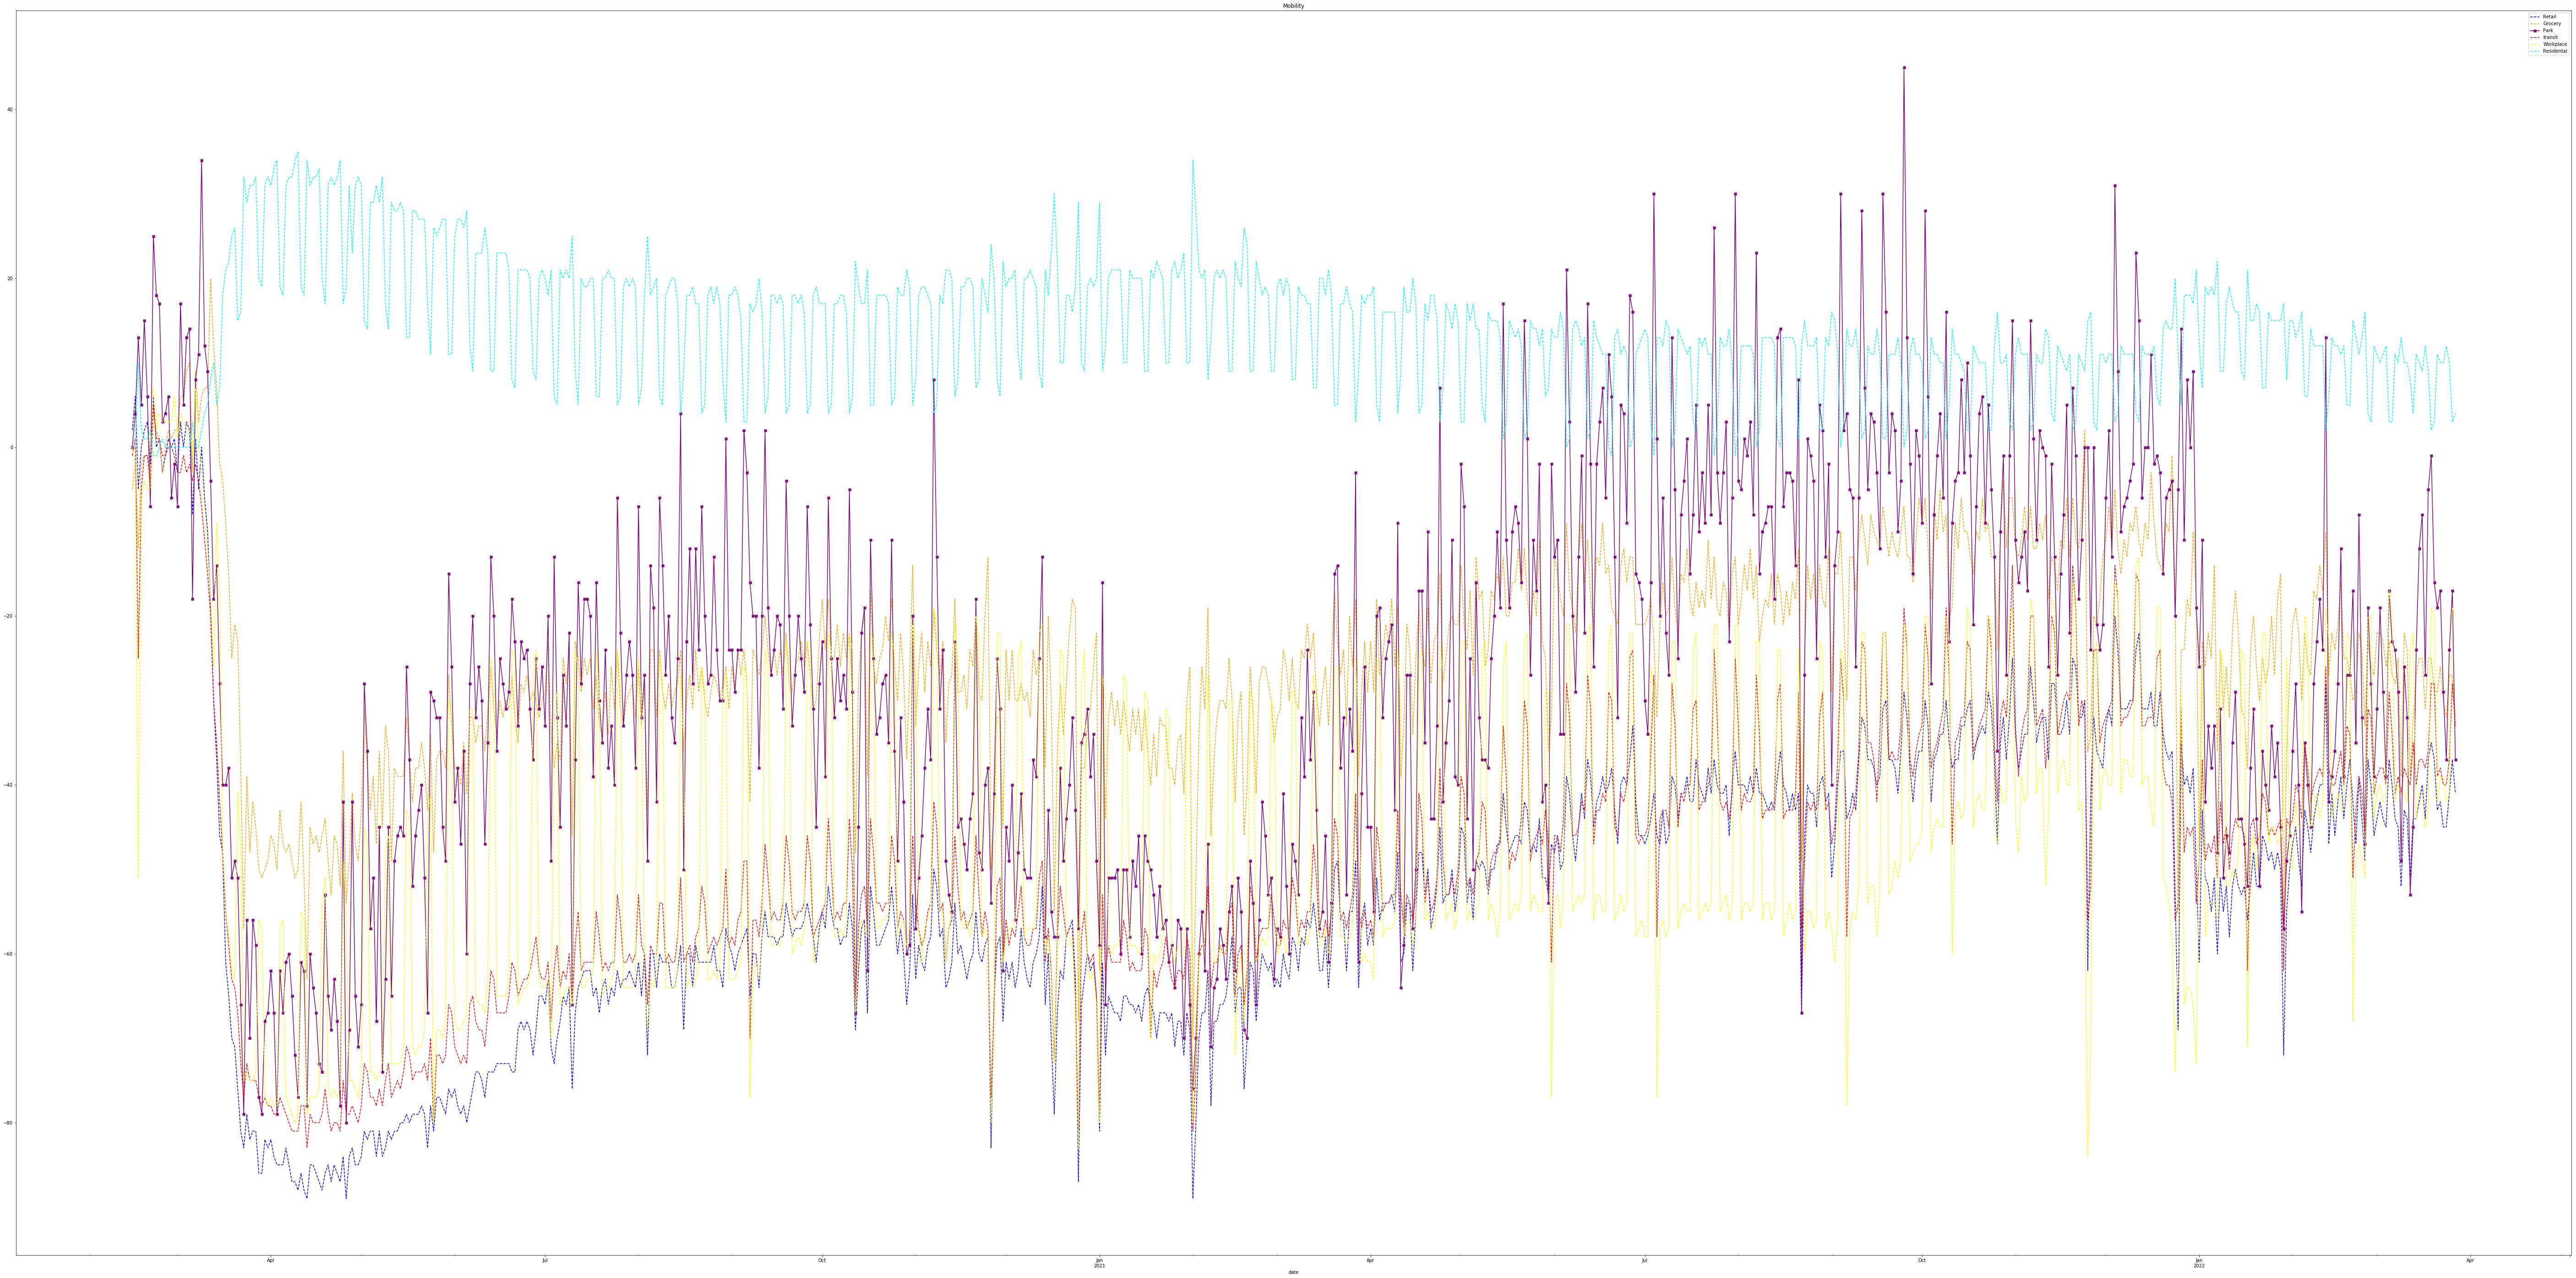 Mobility
Retail
Grocery
Park
transit
Workplace
Residental
40
20
0
−20
−40
−60
−80
Apr
Jul
Oct
Jan
2021
Apr
Jul
Oct
Jan
2022
Apr
date